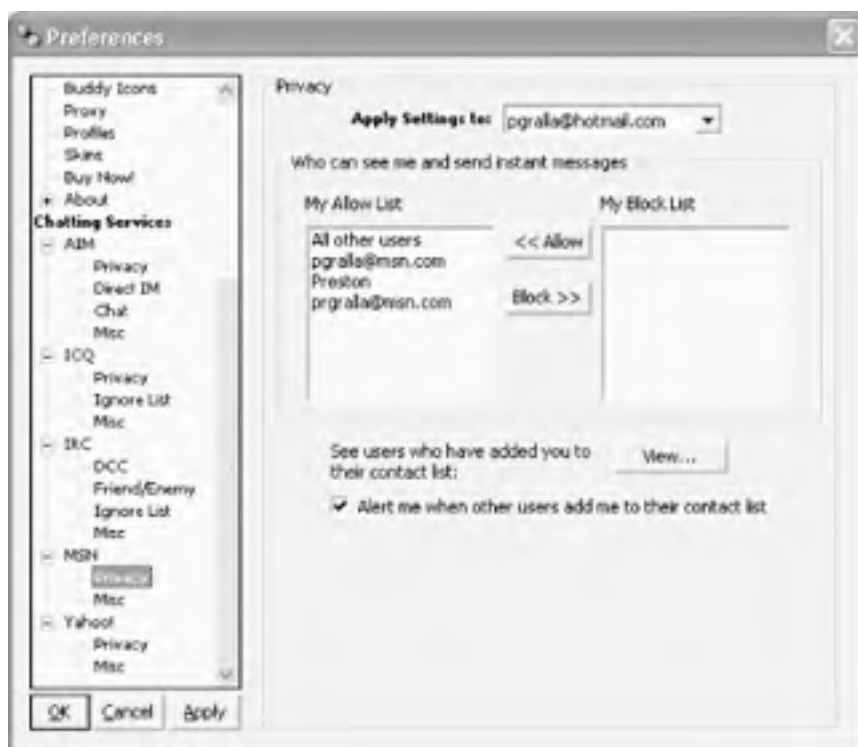 Preferences
Buddy Icons
Proxy
Profiles
Skins
Buy Now!
About
Chatting Services
AIM
Privacy
Direct IM
Chat
Misc
ICQ
Privacy
Ignore List
Misc
IRC
DCC
Friend/Enemy
Ignore List
Misc
MSN
Privacy
Misc
Yahoo!
Privacy
Misc
OK Cancel Apply
Privacy
Apply Settings to: pgralla@hotmail.com
Who can see me and send instant messages
My Allow List
All other users
pgralla@msn.com
Preston
prgralla@msn.com
<< Allow
Block >>
My Block List
See users who have added you to
their contact list:
View...
Alert me when other users add me to their contact list